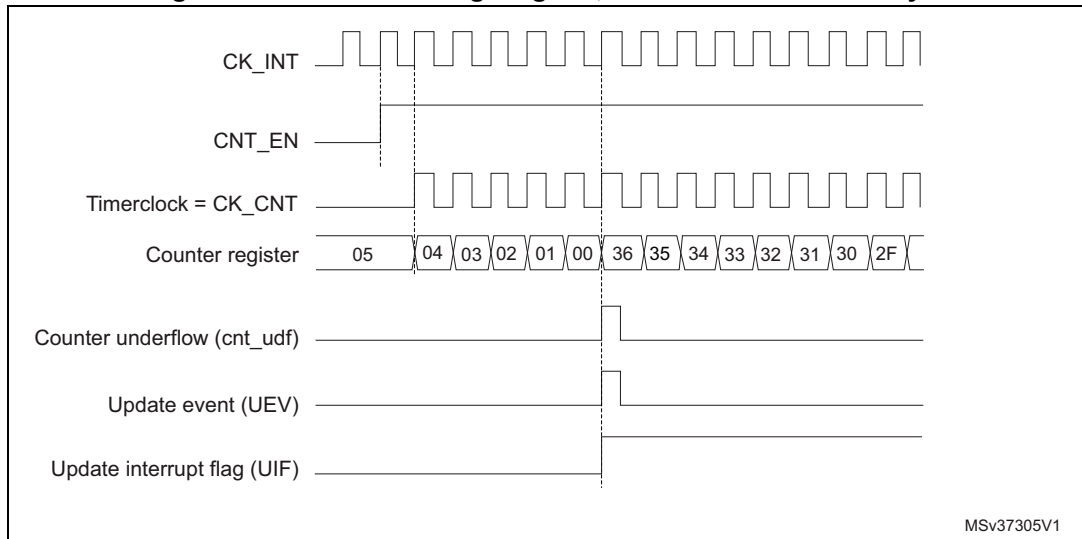 CK_INT
CNT_EN
Timerclock = CK_CNT
Counter register 05 04 03 02 01 00 36 35 34 33 32 31 30 2F
Counter underflow (cnt_udf)
Update event (UEV)
Update interrupt flag (UIF)
MSv37305V1